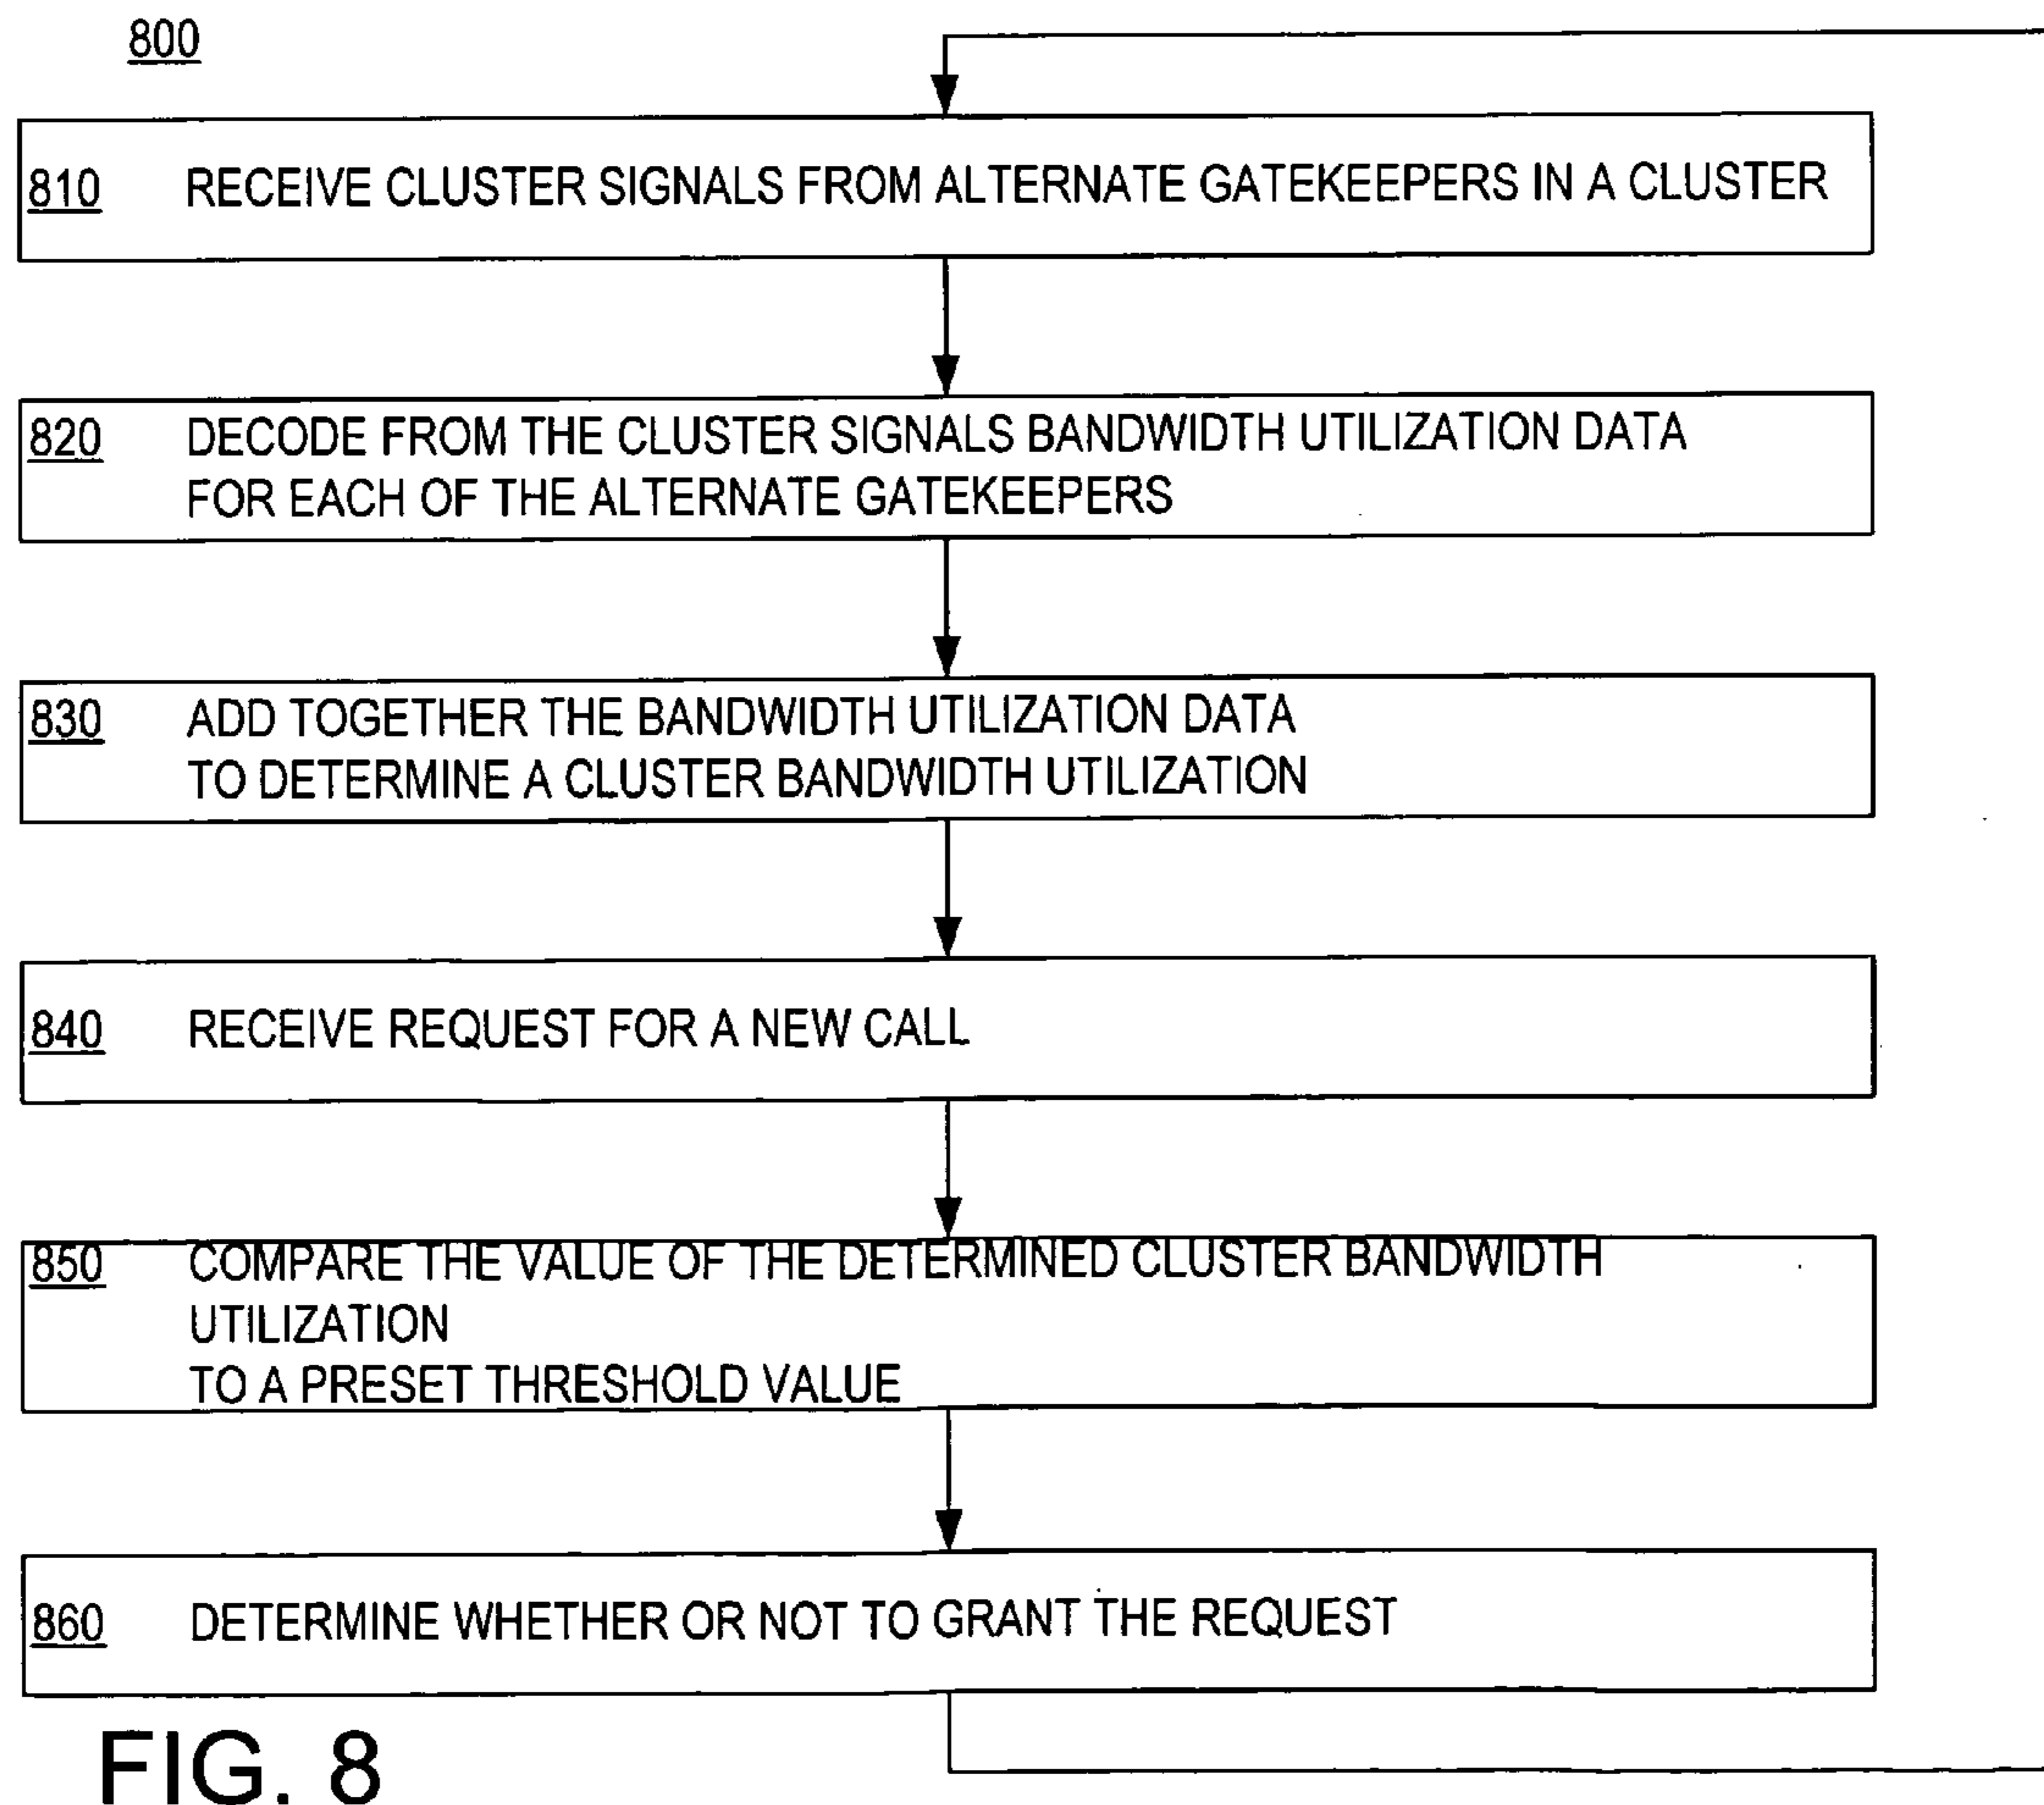 800
810 RECEIVE CLUSTER SIGNALS FROM ALTERNATE GATEKEEPERS IN A CLUSTER
820 DECODE FROM THE CLUSTER SIGNALS BANDWIDTH UTILIZATION DATA
FOR EACH OF THE ALTERNATE GATEKEEPERS
830 ADD TOGETHER THE BANDWIDTH UTILIZATION DATA
TO DETERMINE A CLUSTER BANDWIDTH UTILIZATION
840 RECEIVE REQUEST FOR A NEW CALL
850 COMPARE THE VALUE OF THE DETERMINED CLUSTER BANDWIDTH
UTILIZATION
TO A PRESET THRESHOLD VALUE
860 DETERMINE WHETHER OR NOT TO GRANT THE REQUEST
FIG. 8